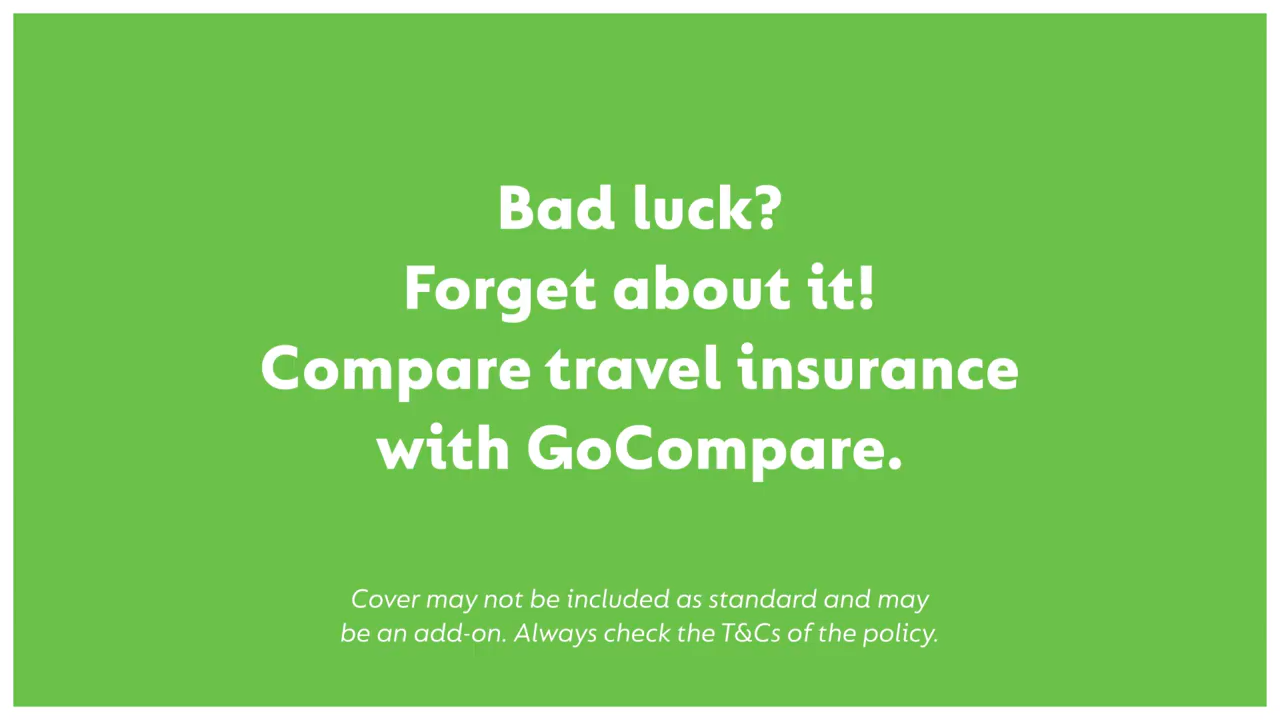 Bad luck?
Forget about it!
Compare travel insurance
with GoCompare.
Cover may not be included as standard and may
be an add-on. Always check the T&Cs of the policy.